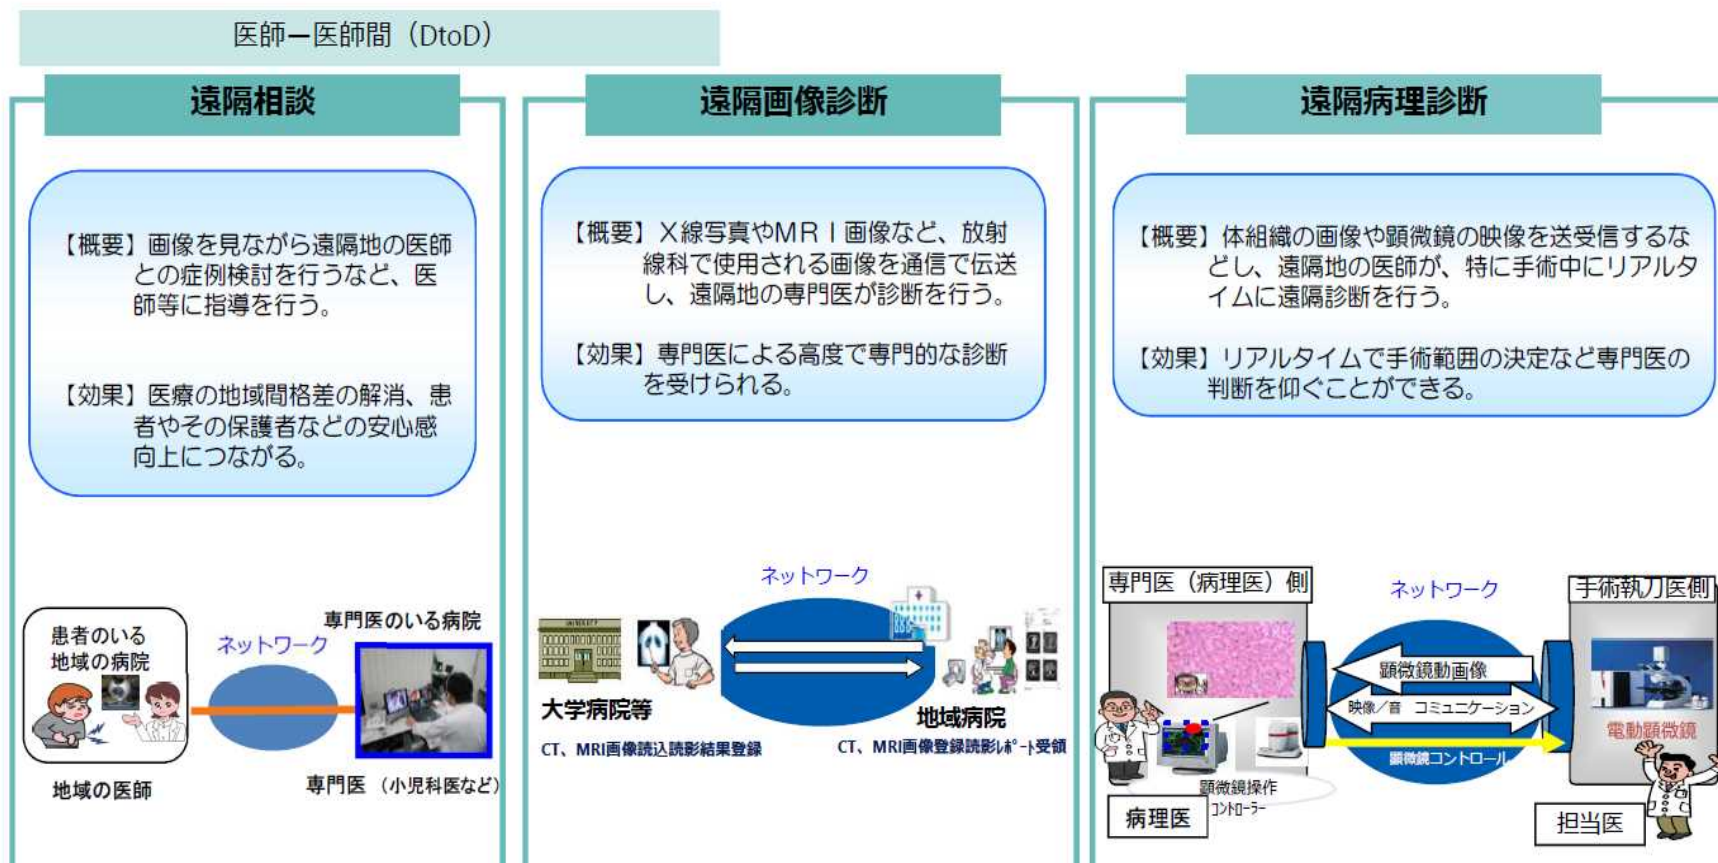 医師ー医師間（DtoD）
遠隔相談
【概要】画像を見ながら遠隔地の医師
との症例検討を行うなど、医
師等に指導を行う。
【効果】医療の地域間格差の解消、患
者やその保護者などの安心感
向上につながる。
患者のいる
地域の病院
ネットワーク
専門医のいる病院
地域の医師
専門医（小児科医など）
遠隔画像診断
【概要】Ｘ線写真やＭＲＩ画像など、放射
線科で使用される画像を通信で伝送
し、遠隔地の専門医が診断を行う。
【効果】専門医による高度で専門的な診断
を受けられる。
ネットワーク
UNIVERSITY
大学病院等
地域病院
CT、MRI画像読込読影結果登録
CT、MRI画像登録読影ﾚﾎﾟｰﾄ受領
遠隔病理診断
【概要】体組織の画像や顕微鏡の映像を送受信するな
どし、遠隔地の医師が、特に手術中にリアルタ
イムに遠隔診断を行う。
【効果】リアルタイムで手術範囲の決定など専門医の
判断を仰ぐことができる。
専門医（病理医）側
ネットワーク
手術執刀医側
顕微鏡動画像
映像／音　コミュニケーション
顕微鏡コントロール
電動顕微鏡
顕微鏡操作
ｺﾝﾄﾛｰﾗｰ
病理医
担当医